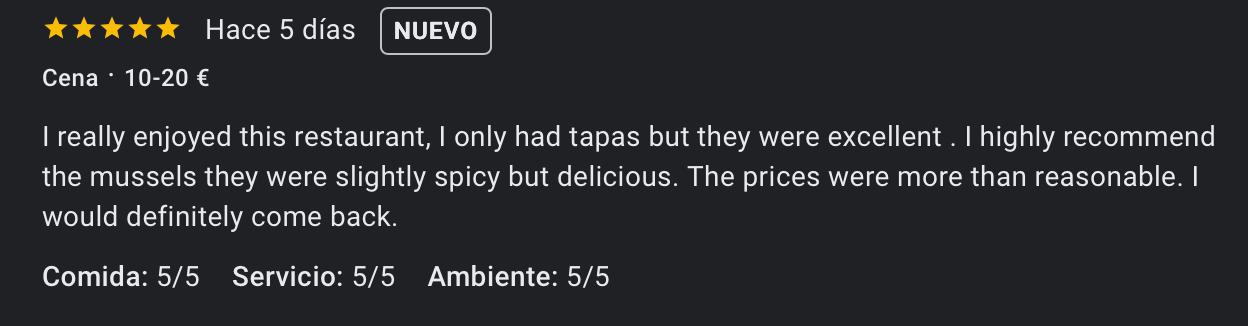 Hace 5 días NUEVO
Cena · 10-20 €
I really enjoyed this restaurant, I only had tapas but they were excellent . I highly recommend
the mussels they were slightly spicy but delicious. The prices were more than reasonable. I
would definitely come back.
Comida: 5/5 Servicio: 5/5 Ambiente: 5/5